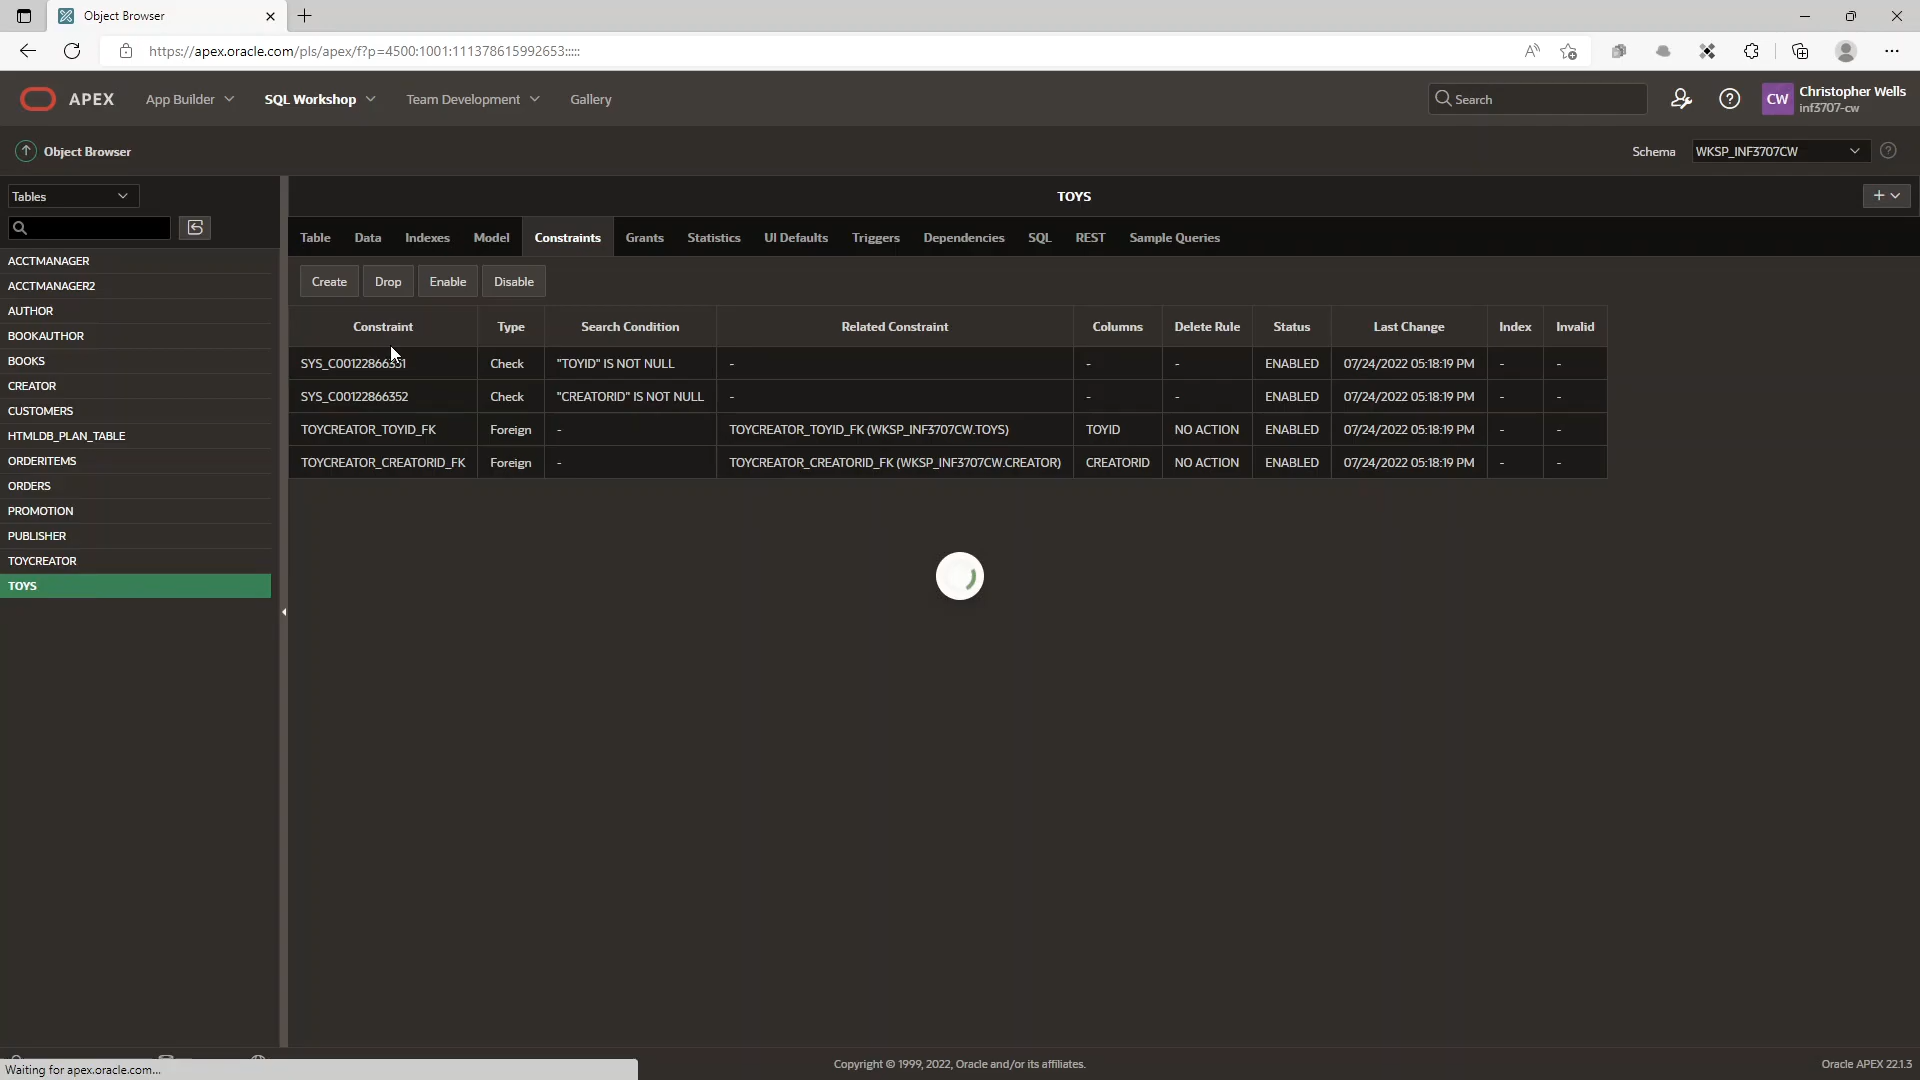 Object Browser
https://apex.oracle.com/pls/apex/f?p=4500:1001:111378615992653:::::
APEX
App Builder
SQL Workshop
Team Development
Gallery
Search
CW
Christopher Wells
inf3707-cw
Object Browser
Schema
WKSP_INF3707CW
Tables
TOYS
Table Data Indexes Model Constraints Grants Statistics UI Defaults Triggers Dependencies SQL REST Sample Queries
Create Drop Enable Disable
ACCTMANAGER
ACCTMANAGER2
AUTHOR
BOOKAUTHOR
BOOKS
CREATOR
CUSTOMERS
HTMLDB_PLAN_TABLE
ORDERITEMS
ORDERS
PROMOTION
PUBLISHER
TOYCREATOR
TOYS
Constraint Type Search Condition Related Constraint Columns Delete Rule Status Last Change Index Invalid
SYS_C00122866351 Check "TOYID" IS NOT NULL - - - ENABLED 07/24/2022 05:18:19 PM - -
SYS_C00122866352 Check "CREATORID" IS NOT NULL - - - ENABLED 07/24/2022 05:18:19 PM - -
TOYCREATOR_TOYID_FK Foreign - TOYCREATOR_TOYID_FK (WKSP_INF3707CW.TOYS) TOYID NO ACTION ENABLED 07/24/2022 05:18:19 PM - -
TOYCREATOR_CREATORID_FK Foreign - TOYCREATOR_CREATORID_FK (WKSP_INF3707CW.CREATOR) CREATORID NO ACTION ENABLED 07/24/2022 05:18:19 PM - -
Waiting for apex.oracle.com...
Copyright © 1999, 2022, Oracle and/or its affiliates.
Oracle APEX 22.1.3